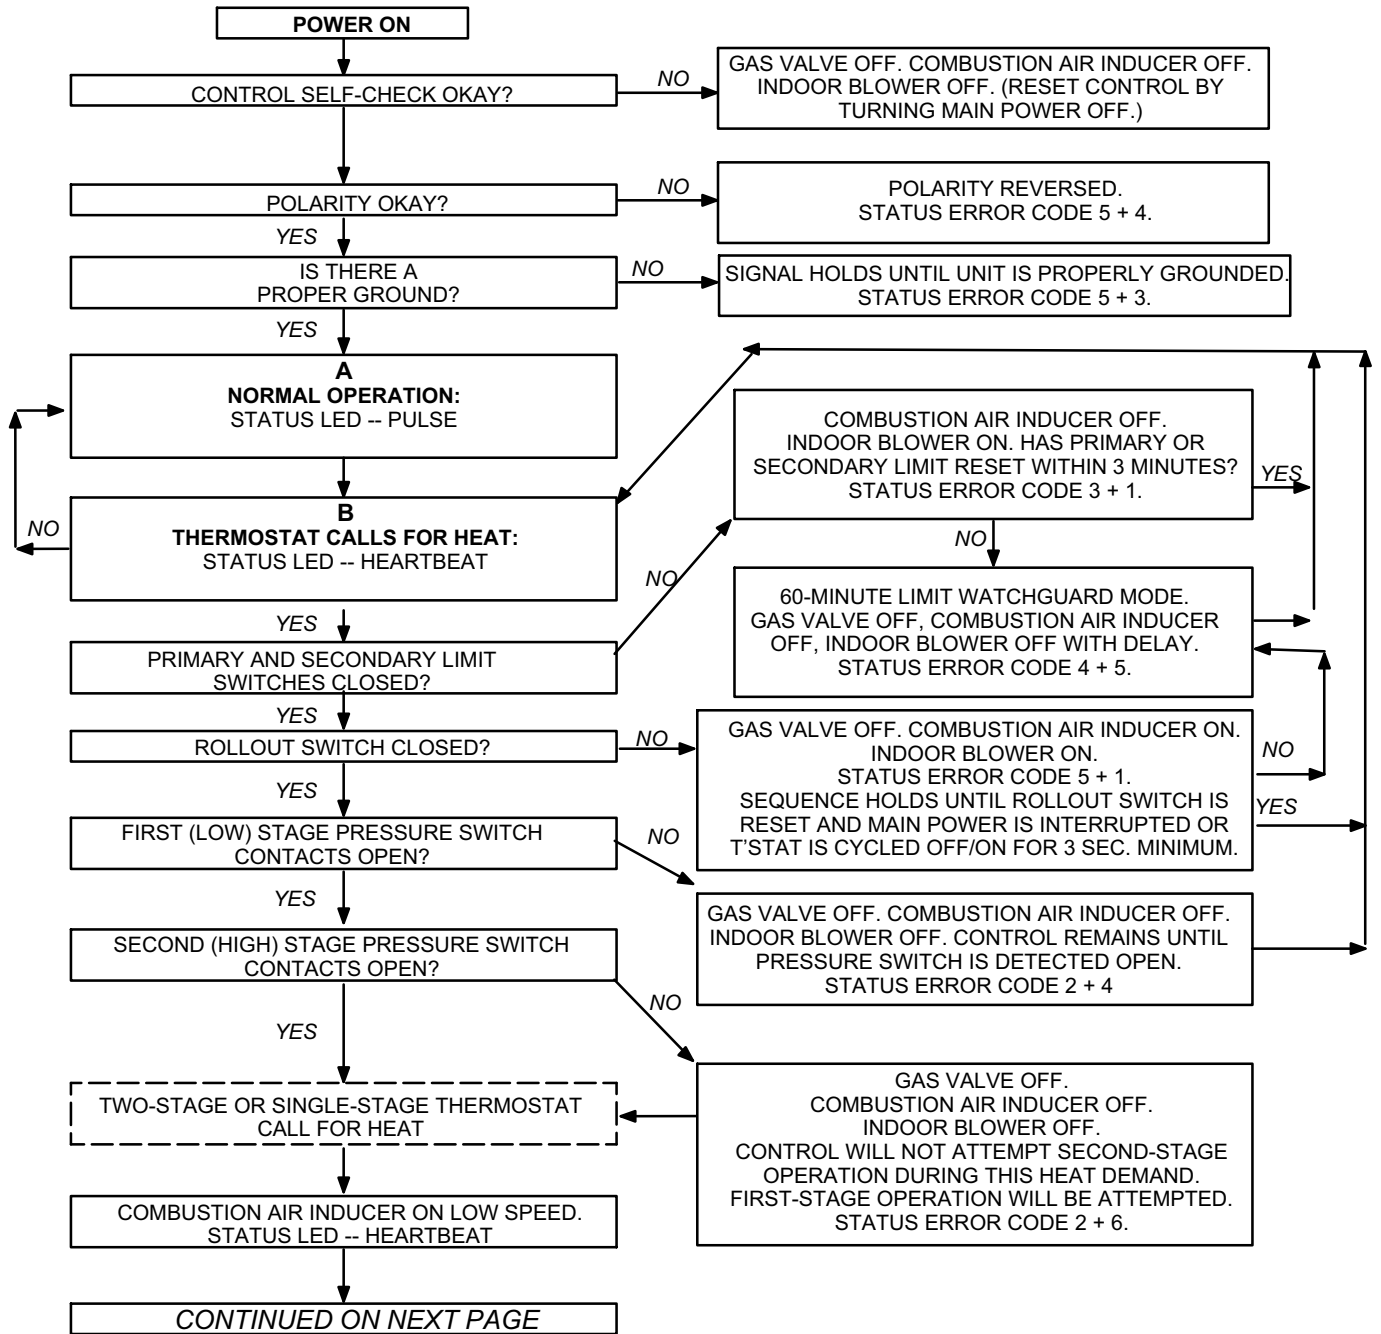 POWER ON
CONTROL SELF-CHECK OKAY?
NO
GAS VALVE OFF. COMBUSTION AIR INDUCER OFF.
INDOOR BLOWER OFF. (RESET CONTROL BY
TURNING MAIN POWER OFF.)
POLARITY OKAY?
NO
POLARITY REVERSED.
STATUS ERROR CODE 5 + 4.
YES
IS THERE A
PROPER GROUND?
NO
SIGNAL HOLDS UNTIL UNIT IS PROPERLY GROUNDED.
STATUS ERROR CODE 5 + 3.
YES
A
NORMAL OPERATION:
STATUS LED -- PULSE
COMBUSTION AIR INDUCER OFF.
INDOOR BLOWER ON. HAS PRIMARY OR
SECONDARY LIMIT RESET WITHIN 3 MINUTES?
STATUS ERROR CODE 3 + 1.
YES
NO
B
THERMOSTAT CALLS FOR HEAT:
STATUS LED -- HEARTBEAT
NO
NO
60-MINUTE LIMIT WATCHGUARD MODE.
GAS VALVE OFF, COMBUSTION AIR INDUCER
OFF, INDOOR BLOWER OFF WITH DELAY.
STATUS ERROR CODE 4 + 5.
YES
PRIMARY AND SECONDARY LIMIT
SWITCHES CLOSED?
YES
ROLLOUT SWITCH CLOSED?
NO
GAS VALVE OFF. COMBUSTION AIR INDUCER ON.
INDOOR BLOWER ON.
STATUS ERROR CODE 5 + 1.
SEQUENCE HOLDS UNTIL ROLLOUT SWITCH IS
RESET AND MAIN POWER IS INTERRUPTED OR
T'STAT IS CYCLED OFF/ON FOR 3 SEC. MINIMUM.
NO
YES
YES
FIRST (LOW) STAGE PRESSURE SWITCH
CONTACTS OPEN?
NO
GAS VALVE OFF. COMBUSTION AIR INDUCER OFF.
INDOOR BLOWER OFF. CONTROL REMAINS UNTIL
PRESSURE SWITCH IS DETECTED OPEN.
STATUS ERROR CODE 2 + 4
YES
SECOND (HIGH) STAGE PRESSURE SWITCH
CONTACTS OPEN?
NO
GAS VALVE OFF.
COMBUSTION AIR INDUCER OFF.
INDOOR BLOWER OFF.
CONTROL WILL NOT ATTEMPT SECOND-STAGE
OPERATION DURING THIS HEAT DEMAND.
FIRST-STAGE OPERATION WILL BE ATTEMPTED.
STATUS ERROR CODE 2 + 6.
YES
TWO-STAGE OR SINGLE-STAGE THERMOSTAT
CALL FOR HEAT
COMBUSTION AIR INDUCER ON LOW SPEED.
STATUS LED -- HEARTBEAT
CONTINUED ON NEXT PAGE